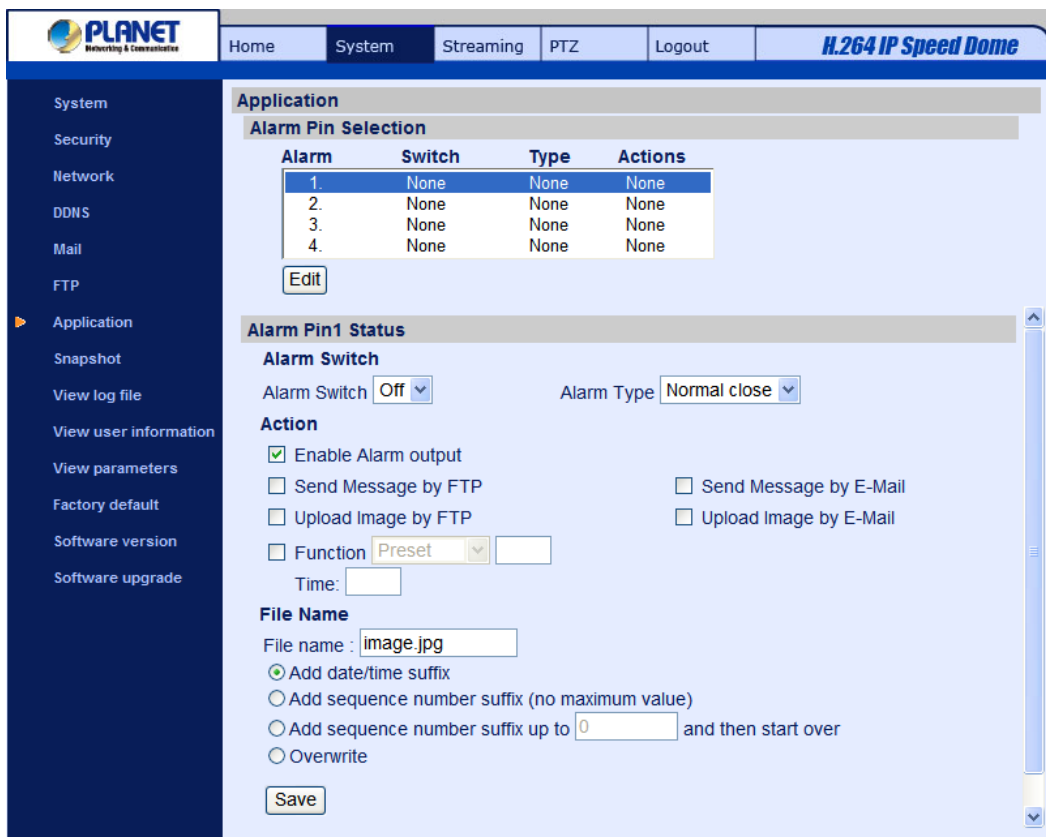 PLANET
Networking & Communication
Home System Streaming PTZ Logout H.264 IP Speed Dome
System
Security
Network
DDNS
Mail
FTP
Application
Snapshot
View log file
View user information
View parameters
Factory default
Software version
Software upgrade
Application
Alarm Pin Selection
Alarm Switch Type Actions
1. None None None
2. None None None
3. None None None
4. None None None
Edit
Alarm Pin1 Status
Alarm Switch
Alarm Switch Off Alarm Type Normal close
Action
Enable Alarm output
Send Message by FTP Send Message by E-Mail
Upload Image by FTP Upload Image by E-Mail
Function Preset
Time:
File Name
File name : image.jpg
Add date/time suffix
Add sequence number suffix (no maximum value)
Add sequence number suffix up to 0 and then start over
Overwrite
Save